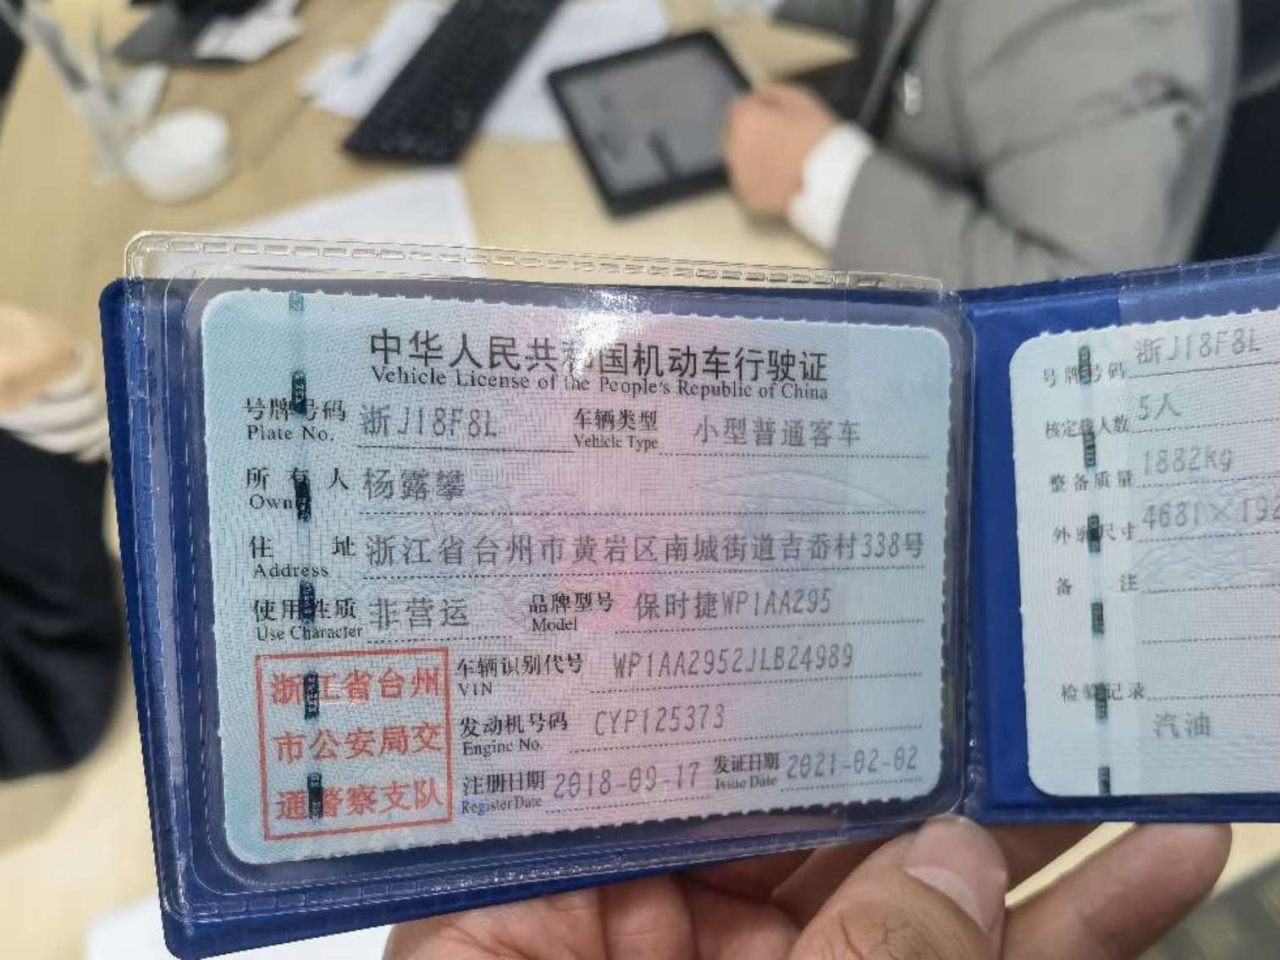 中华人民共和国机动车行驶证
Vehicle License of the People's Republic of China
号牌号码 浙J18F8L 车辆类型 小型普通客车
Plate No. Vehicle Type
所有人 杨露攀
Owner
住址 浙江省台州市黄岩区南城街道吉岙村338号
Address
使用性质 非营运 品牌型号 保时捷WP1AA295
Use Character Model
浙江省台州
市公安局交
通警察支队
车辆识别代号 WP1AA2952JLB24989
VIN
发动机号码 CYP125373
Engine No.
注册日期 2018-09-17 发证日期 2021-02-02
Register Date Issue Date
号牌号码 浙J18F8L
核定载人数 5人
整备质量 1882kg
外廓尺寸 4681×192
备注
检验记录
汽油